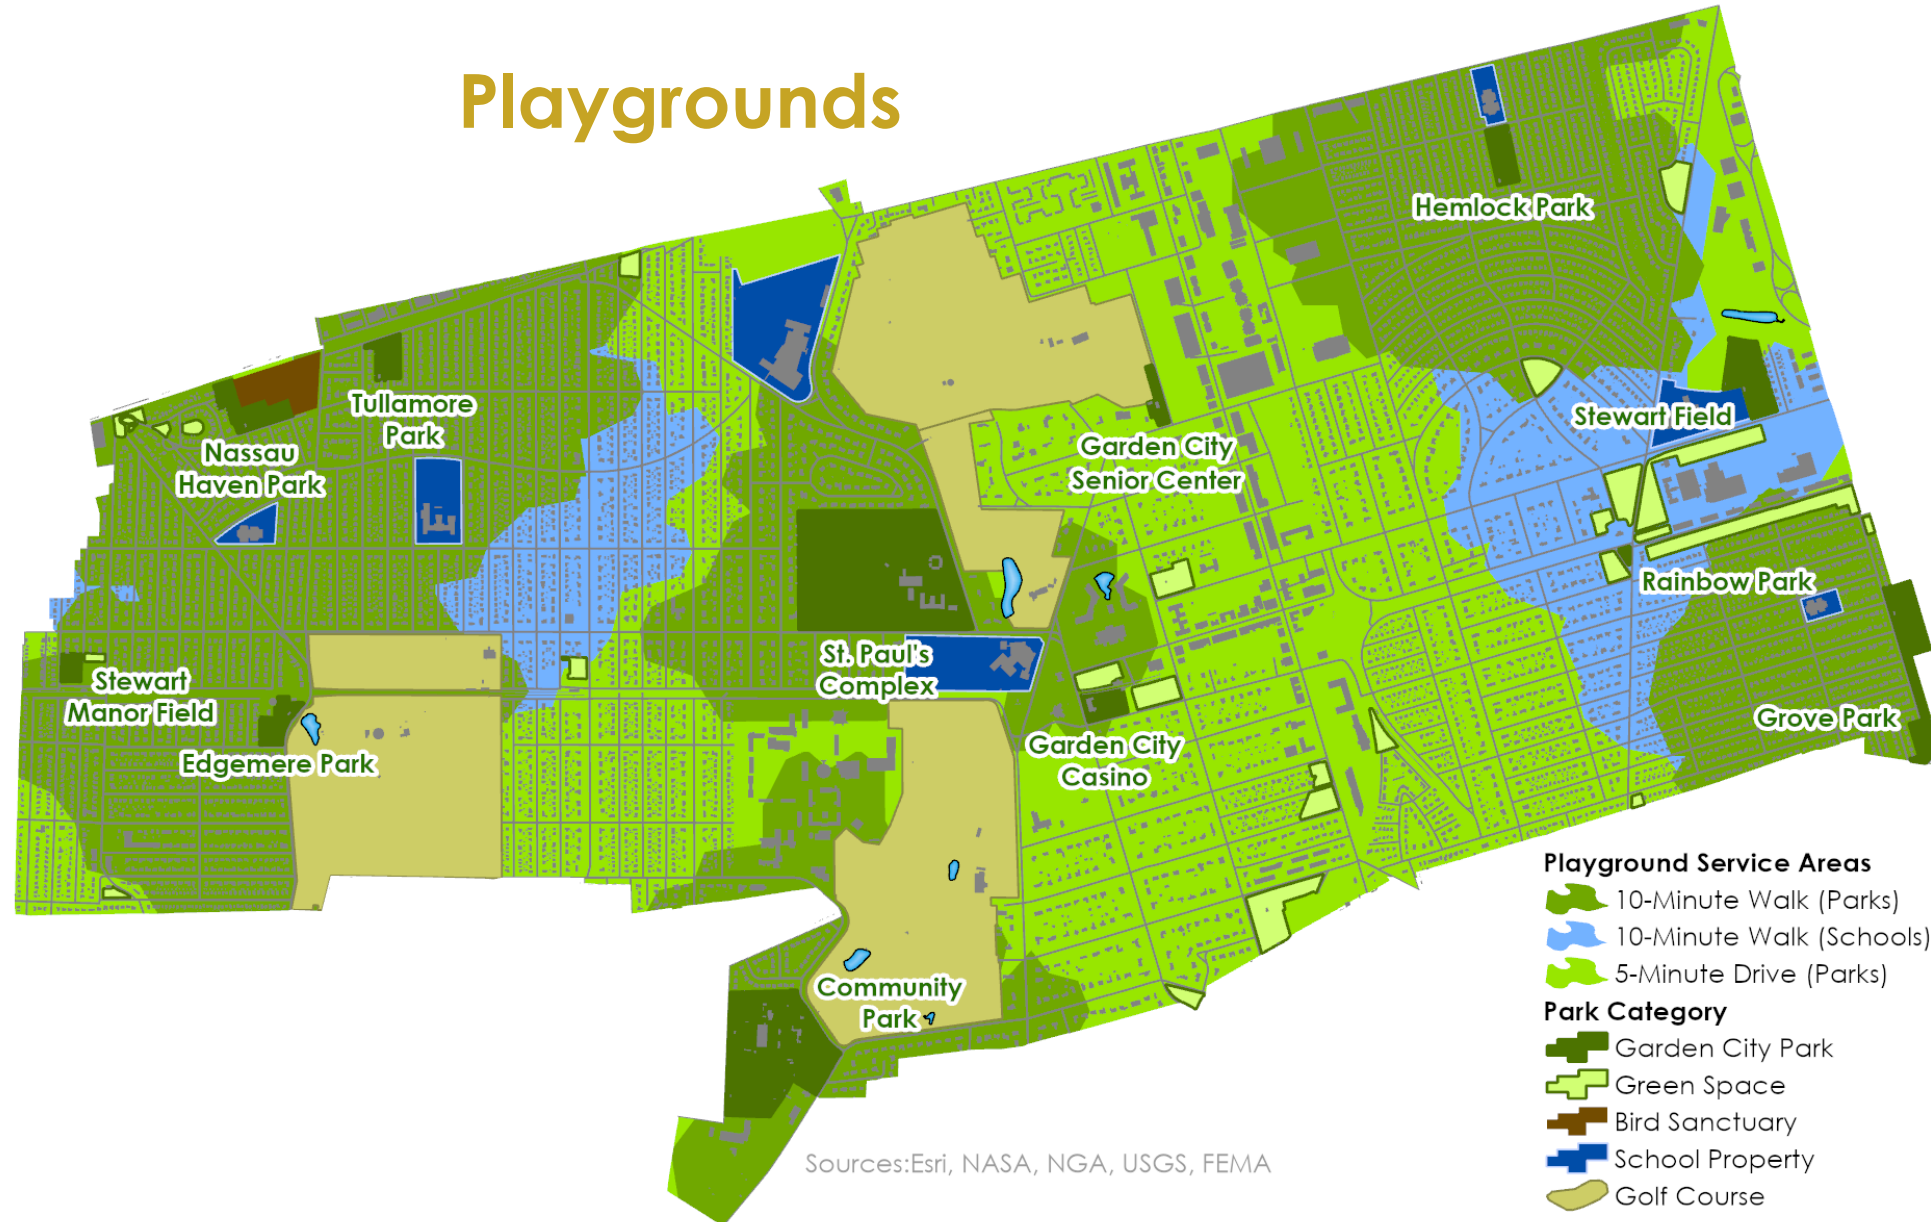 Playgrounds
Hemlock Park
Tullamore
Park
Nassau
Haven Park
Garden City
Senior Center
Stewart Field
Rainbow Park
St. Paul's
Complex
Stewart
Manor Field
Edgemere Park
Garden City
Casino
Grove Park
Community
Park
Playground Service Areas
10-Minute Walk (Parks)
10-Minute Walk (Schools)
5-Minute Drive (Parks)
Park Category
Garden City Park
Green Space
Bird Sanctuary
School Property
Golf Course
Sources:Esri, NASA, NGA, USGS, FEMA